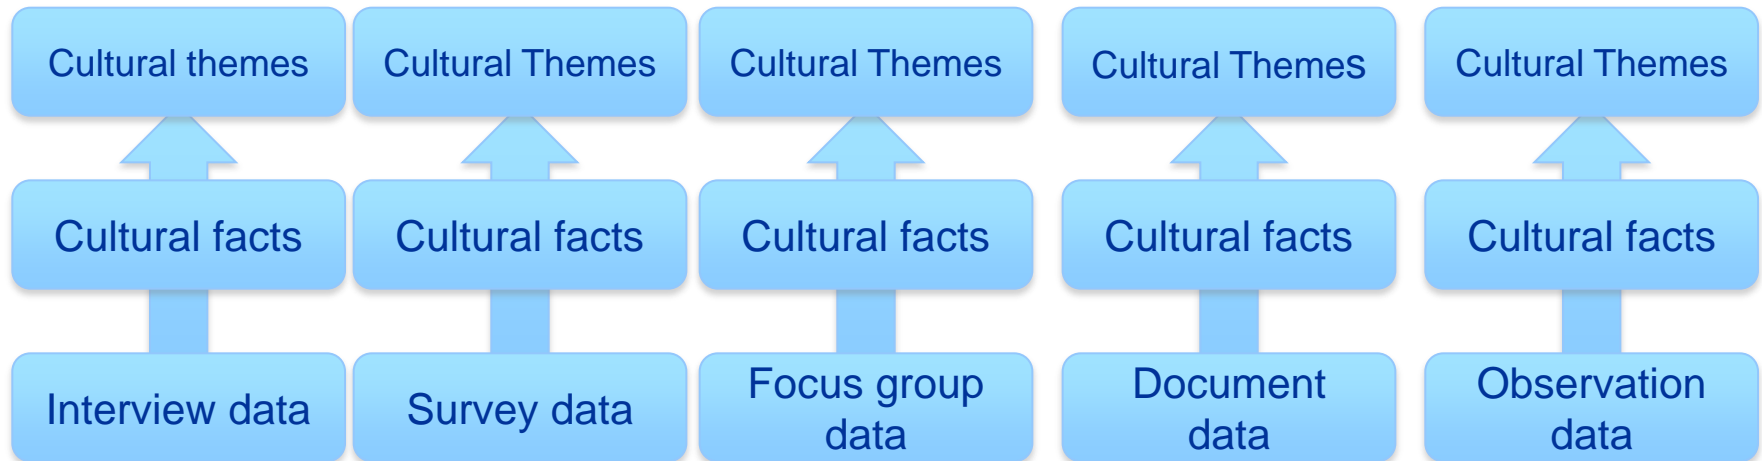 Cultural themes
Cultural Themes
Cultural Themes
Cultural Themes
Cultural Themes
Cultural facts
Cultural facts
Cultural facts
Cultural facts
Cultural facts
Interview data
Survey data
Focus group
data
Document
data
Observation
data